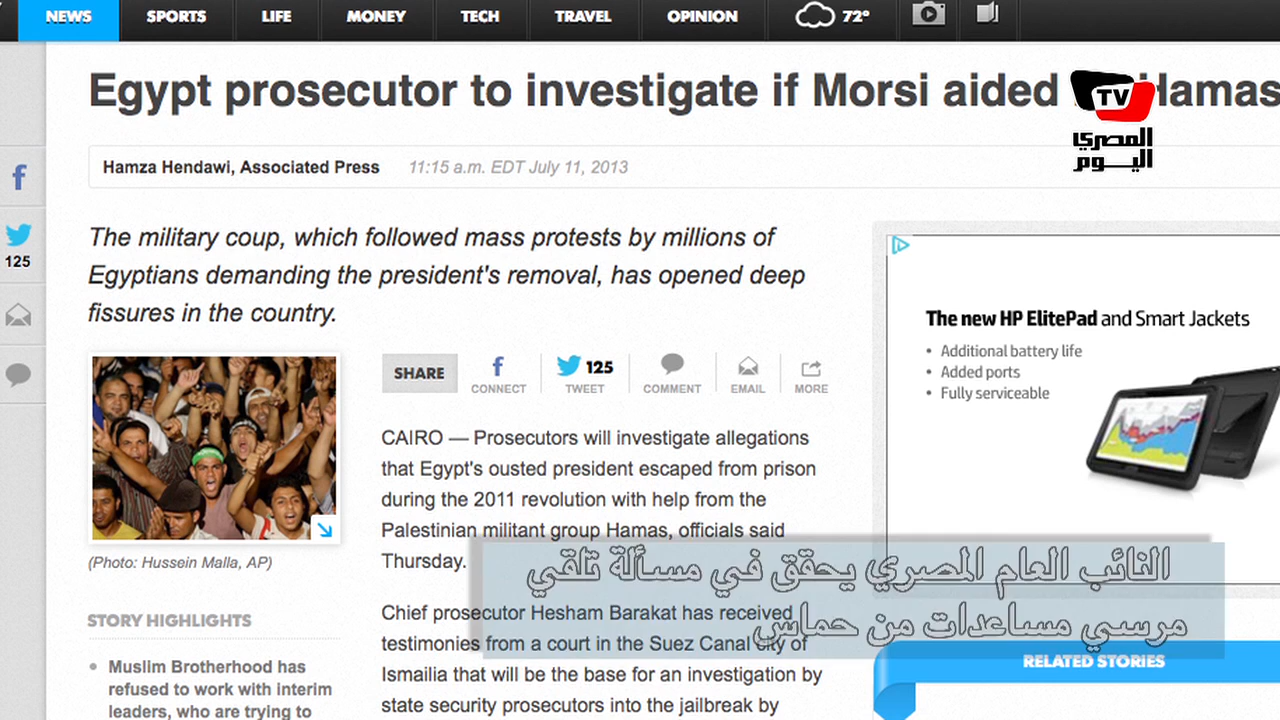 NEWS SPORTS LIFE MONEY TECH TRAVEL OPINION 72°
Egypt prosecutor to investigate if Morsi aided Hamas
TV
المصري
اليوم
Hamza Hendawi, Associated Press 11:15 a.m. EDT July 11, 2013
125
The military coup, which followed mass protests by millions of
Egyptians demanding the president's removal, has opened deep
fissures in the country.
(Photo: Hussein Malla, AP)
STORY HIGHLIGHTS
Muslim Brotherhood has
refused to work with interim
leaders, who are trying to
SHARE CONNECT 125 TWEET COMMENT EMAIL MORE
CAIRO — Prosecutors will investigate allegations
that Egypt's ousted president escaped from prison
during the 2011 revolution with help from the
Palestinian militant group Hamas, officials said
Thursday.
Chief prosecutor Hesham Barakat has received
testimonies from a court in the Suez Canal city of
Ismailia that will be the base for an investigation by
state security prosecutors into the jailbreak by
The new HP ElitePad and Smart Jackets
• Additional battery life
• Added ports
• Fully serviceable
النائب العام المصري يحقق في مسألة تلقي
مرسي مساعدات من حماس
RELATED STORIES